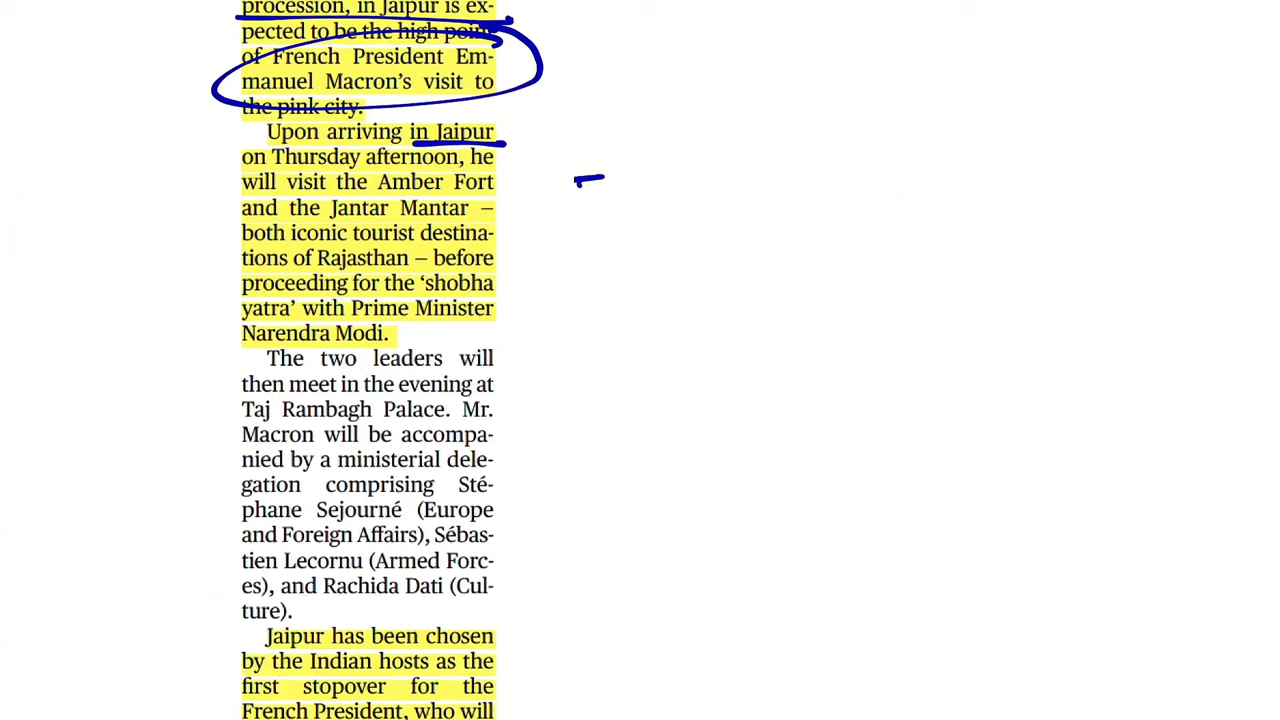 procession, in Jaipur is ex-
pected to be the high point
of French President Em-
manuel Macron’s visit to
the pink city.
Upon arriving in Jaipur
on Thursday afternoon, he
will visit the Amber Fort
and the Jantar Mantar –
both iconic tourist destina-
tions of Rajasthan – before
proceeding for the ‘shobha
yatra’ with Prime Minister
Narendra Modi.
The two leaders will
then meet in the evening at
Taj Rambagh Palace. Mr.
Macron will be accompa-
nied by a ministerial dele-
gation comprising Sté-
phane Sejourné (Europe
and Foreign Affairs), Sébas-
tien Lecornu (Armed Forc-
es), and Rachida Dati (Cul-
ture).
Jaipur has been chosen
by the Indian hosts as the
first stopover for the
French President, who will